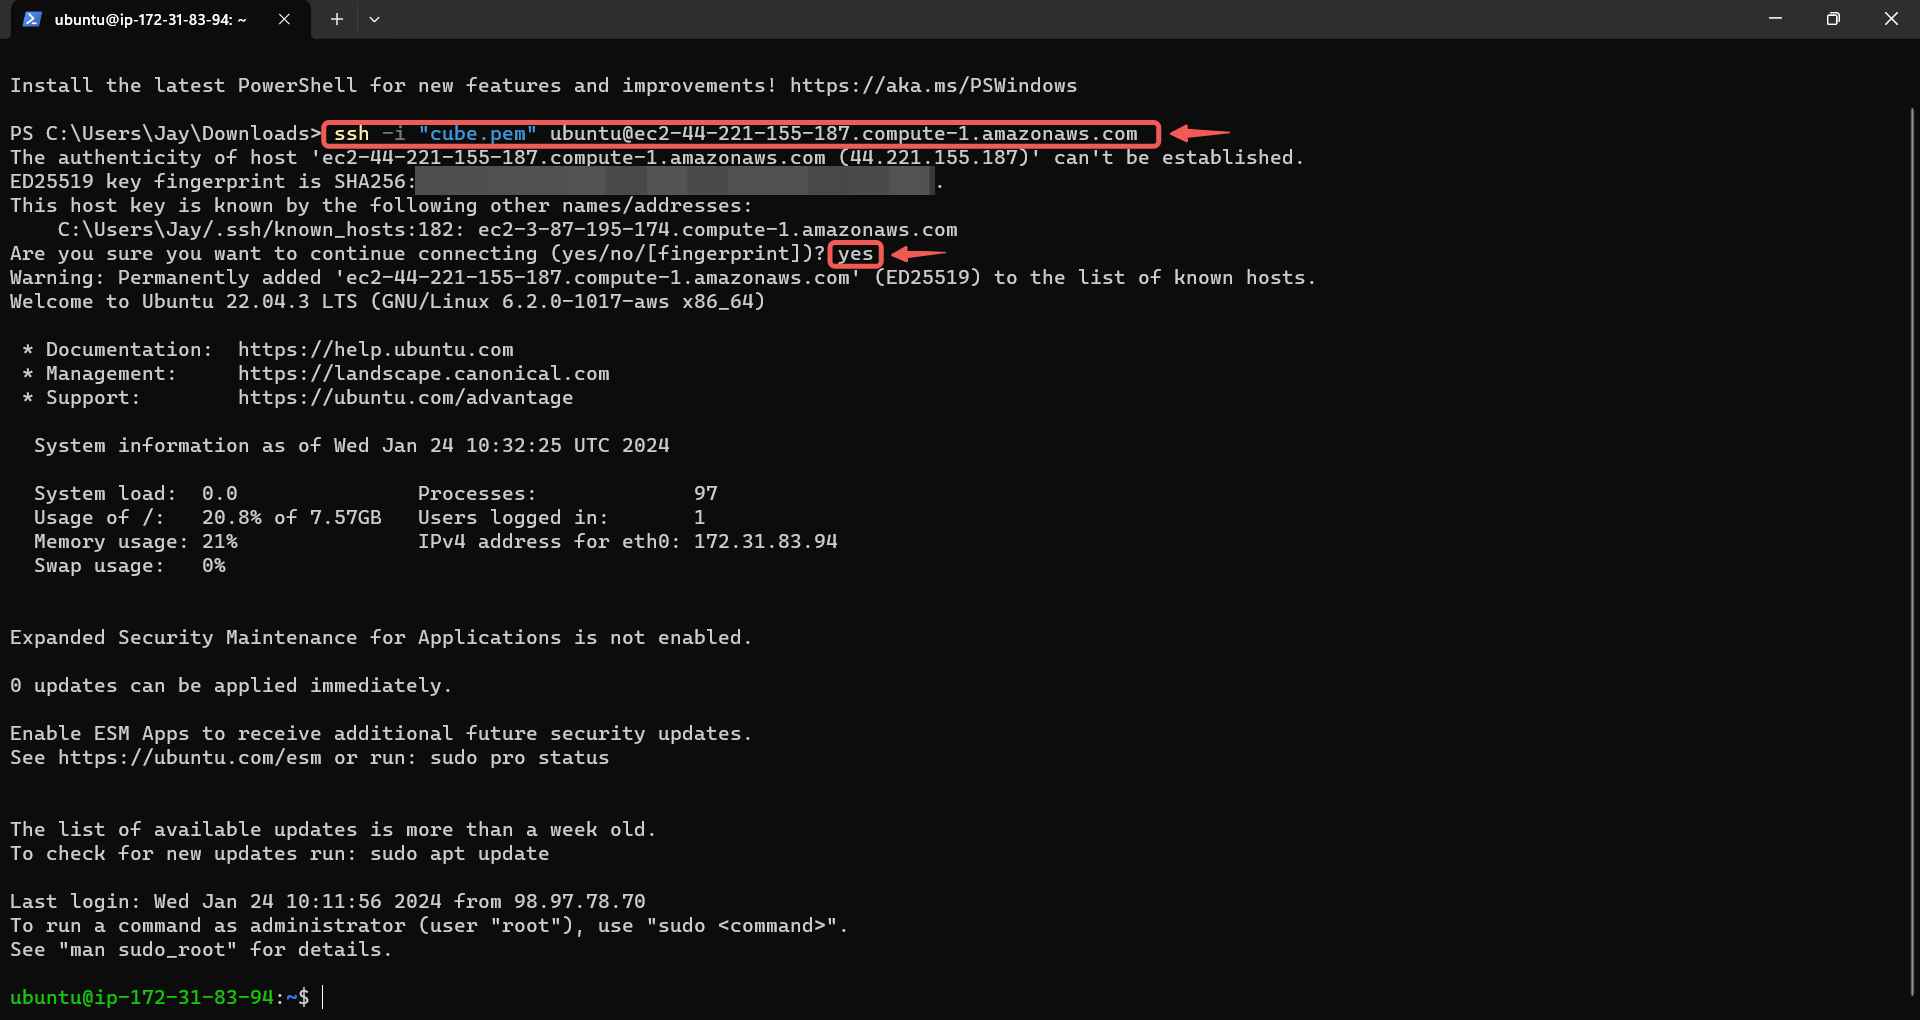 ubuntu@ip-172-31-83-94: ~
Install the latest PowerShell for new features and improvements! https://aka.ms/PSWindows
PS C:\Users\Jay\Downloads> ssh -i "cube.pem" ubuntu@ec2-44-221-155-187.compute-1.amazonaws.com
The authenticity of host 'ec2-44-221-155-187.compute-1.amazonaws.com (44.221.155.187)' can't be established.
ED25519 key fingerprint is SHA256:.
This host key is known by the following other names/addresses:
    C:\Users\Jay/.ssh/known_hosts:182: ec2-3-87-195-174.compute-1.amazonaws.com
Are you sure you want to continue connecting (yes/no/[fingerprint])? yes
Warning: Permanently added 'ec2-44-221-155-187.compute-1.amazonaws.com' (ED25519) to the list of known hosts.
Welcome to Ubuntu 22.04.3 LTS (GNU/Linux 6.2.0-1017-aws x86_64)
 * Documentation:  https://help.ubuntu.com
 * Management:     https://landscape.canonical.com
 * Support:        https://ubuntu.com/advantage
  System information as of Wed Jan 24 10:32:25 UTC 2024
  System load:  0.0               Processes:             97
  Usage of /:   20.8% of 7.57GB   Users logged in:       1
  Memory usage: 21%               IPv4 address for eth0: 172.31.83.94
  Swap usage:   0%
Expanded Security Maintenance for Applications is not enabled.
0 updates can be applied immediately.
Enable ESM Apps to receive additional future security updates.
See https://ubuntu.com/esm or run: sudo pro status
The list of available updates is more than a week old.
To check for new updates run: sudo apt update
Last login: Wed Jan 24 10:11:56 2024 from 98.97.78.70
To run a command as administrator (user "root"), use "sudo <command>".
See "man sudo_root" for details.
ubuntu@ip-172-31-83-94:~$